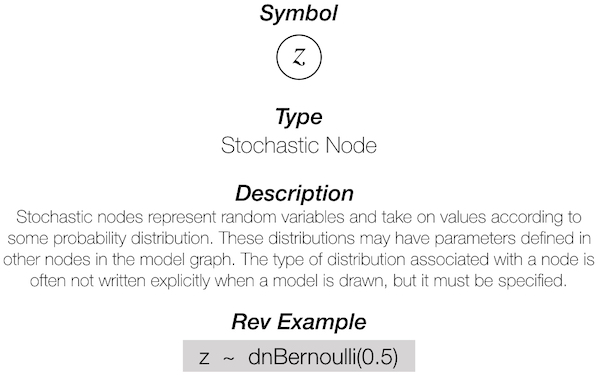 Symbol
z
Type
Stochastic Node
Description
Stochastic nodes represent random variables and take on values according to
some probability distribution. These distributions may have parameters defined in
other nodes in the model graph. The type of distribution associated with a node is
often not written explicitly when a model is drawn, but it must be specified.
Rev Example
z ~ dnBernoulli(0.5)